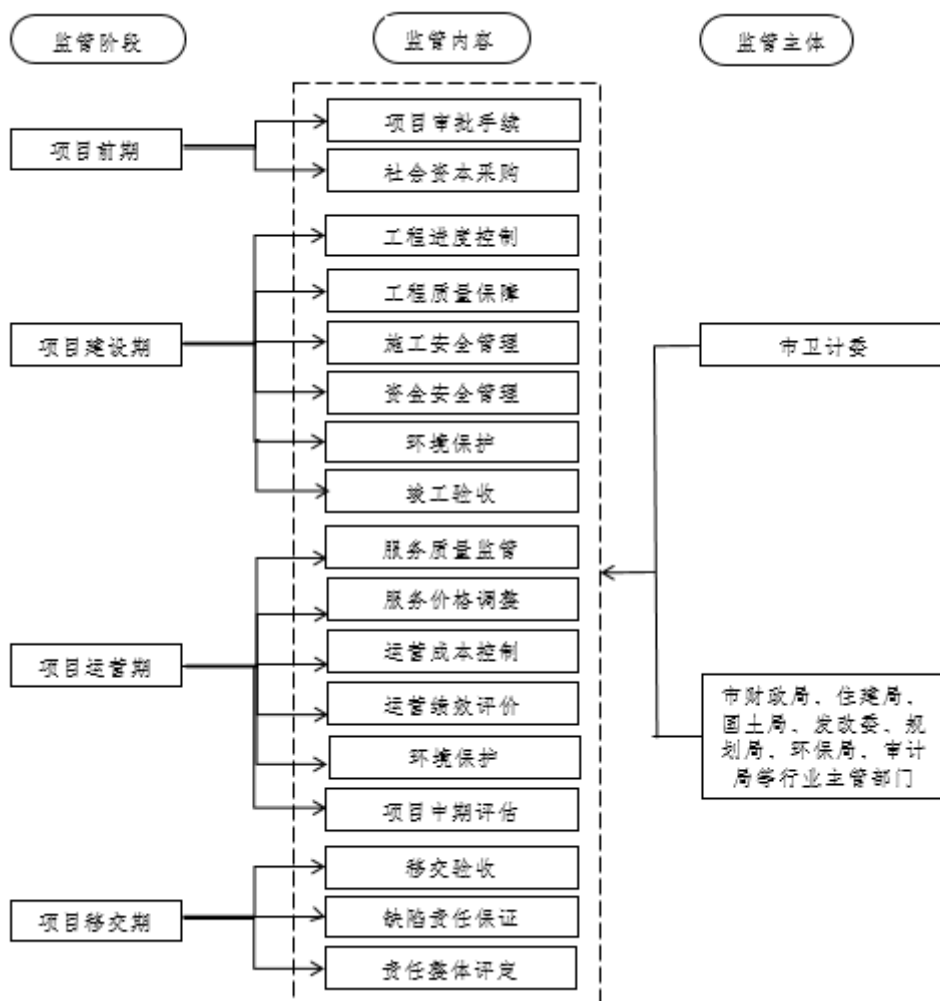 监管阶段
监管内容
监管主体
项目前期
项目审批手续
社会资本采购
项目建设期
工程进度控制
工程质量保障
施工安全管理
资金安全管理
环境保护
竣工验收
项目运营期
服务质量监管
服务价格调整
运营成本控制
运营绩效评价
环境保护
项目中期评估
项目移交期
移交验收
缺陷责任保证
责任整体评定
市卫计委
市财政局、住建局、
国土局、发改委、规
划局、环保局、审计
局等行业主管部门